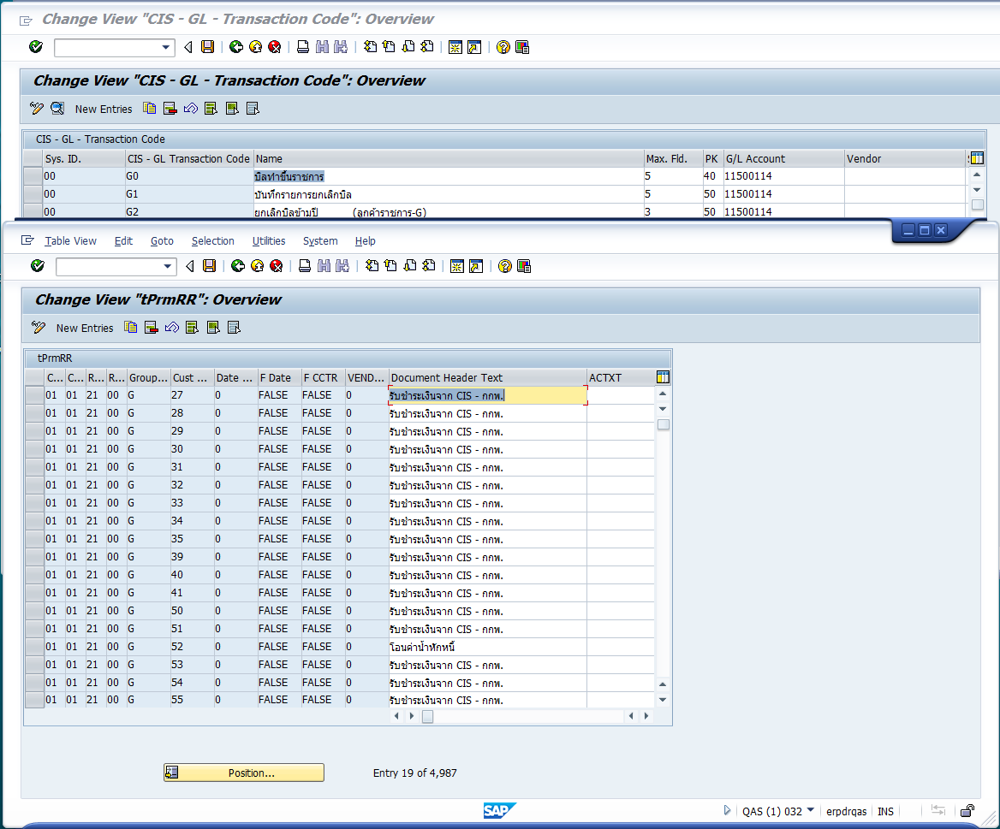 Change View "CIS - GL - Transaction Code": Overview
Change View "CIS - GL - Transaction Code": Overview
New Entries
CIS - GL - Transaction Code
Sys. ID. CIS - GL Transaction Code Name Max. Fld. PK G/L Account Vendor
00 G0 บิลทำขึ้นราชการ 5 40 11500114
00 G1 บันทึกรายการยกเลิกบิล 5 50 11500114
00 G2 ยกเลิกบิลข้ามปี (ลูกค้าราชการ-G) 3 50 11500114
Table View Edit Goto Selection Utilities System Help
Change View "tPrmRR": Overview
New Entries
tPrmRR
C... C... R... R... Group... Cust ... Date ... F Date F CCTR VEND... Document Header Text ACTXT
01 01 21 00 G 27 0 FALSE FALSE 0 รับชำระเงินจาก CIS - กกพ.
01 01 21 00 G 28 0 FALSE FALSE 0 รับชำระเงินจาก CIS - กกพ.
01 01 21 00 G 29 0 FALSE FALSE 0 รับชำระเงินจาก CIS - กกพ.
01 01 21 00 G 30 0 FALSE FALSE 0 รับชำระเงินจาก CIS - กกพ.
01 01 21 00 G 31 0 FALSE FALSE 0 รับชำระเงินจาก CIS - กกพ.
01 01 21 00 G 32 0 FALSE FALSE 0 รับชำระเงินจาก CIS - กกพ.
01 01 21 00 G 33 0 FALSE FALSE 0 รับชำระเงินจาก CIS - กกพ.
01 01 21 00 G 34 0 FALSE FALSE 0 รับชำระเงินจาก CIS - กกพ.
01 01 21 00 G 35 0 FALSE FALSE 0 รับชำระเงินจาก CIS - กกพ.
01 01 21 00 G 39 0 FALSE FALSE 0 รับชำระเงินจาก CIS - กกพ.
01 01 21 00 G 40 0 FALSE FALSE 0 รับชำระเงินจาก CIS - กกพ.
01 01 21 00 G 41 0 FALSE FALSE 0 รับชำระเงินจาก CIS - กกพ.
01 01 21 00 G 50 0 FALSE FALSE 0 รับชำระเงินจาก CIS - กกพ.
01 01 21 00 G 51 0 FALSE FALSE 0 รับชำระเงินจาก CIS - กกพ.
01 01 21 00 G 52 0 FALSE FALSE 0 โอนค่าน้ำหักหนี้
01 01 21 00 G 53 0 FALSE FALSE 0 รับชำระเงินจาก CIS - กกพ.
01 01 21 00 G 54 0 FALSE FALSE 0 รับชำระเงินจาก CIS - กกพ.
01 01 21 00 G 55 0 FALSE FALSE 0 รับชำระเงินจาก CIS - กกพ.
Position... Entry 19 of 4,987
SAP QAS (1) 032 erpdrqas INS